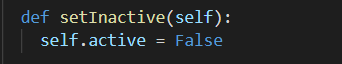 def setInactive(self):
  self.active = False